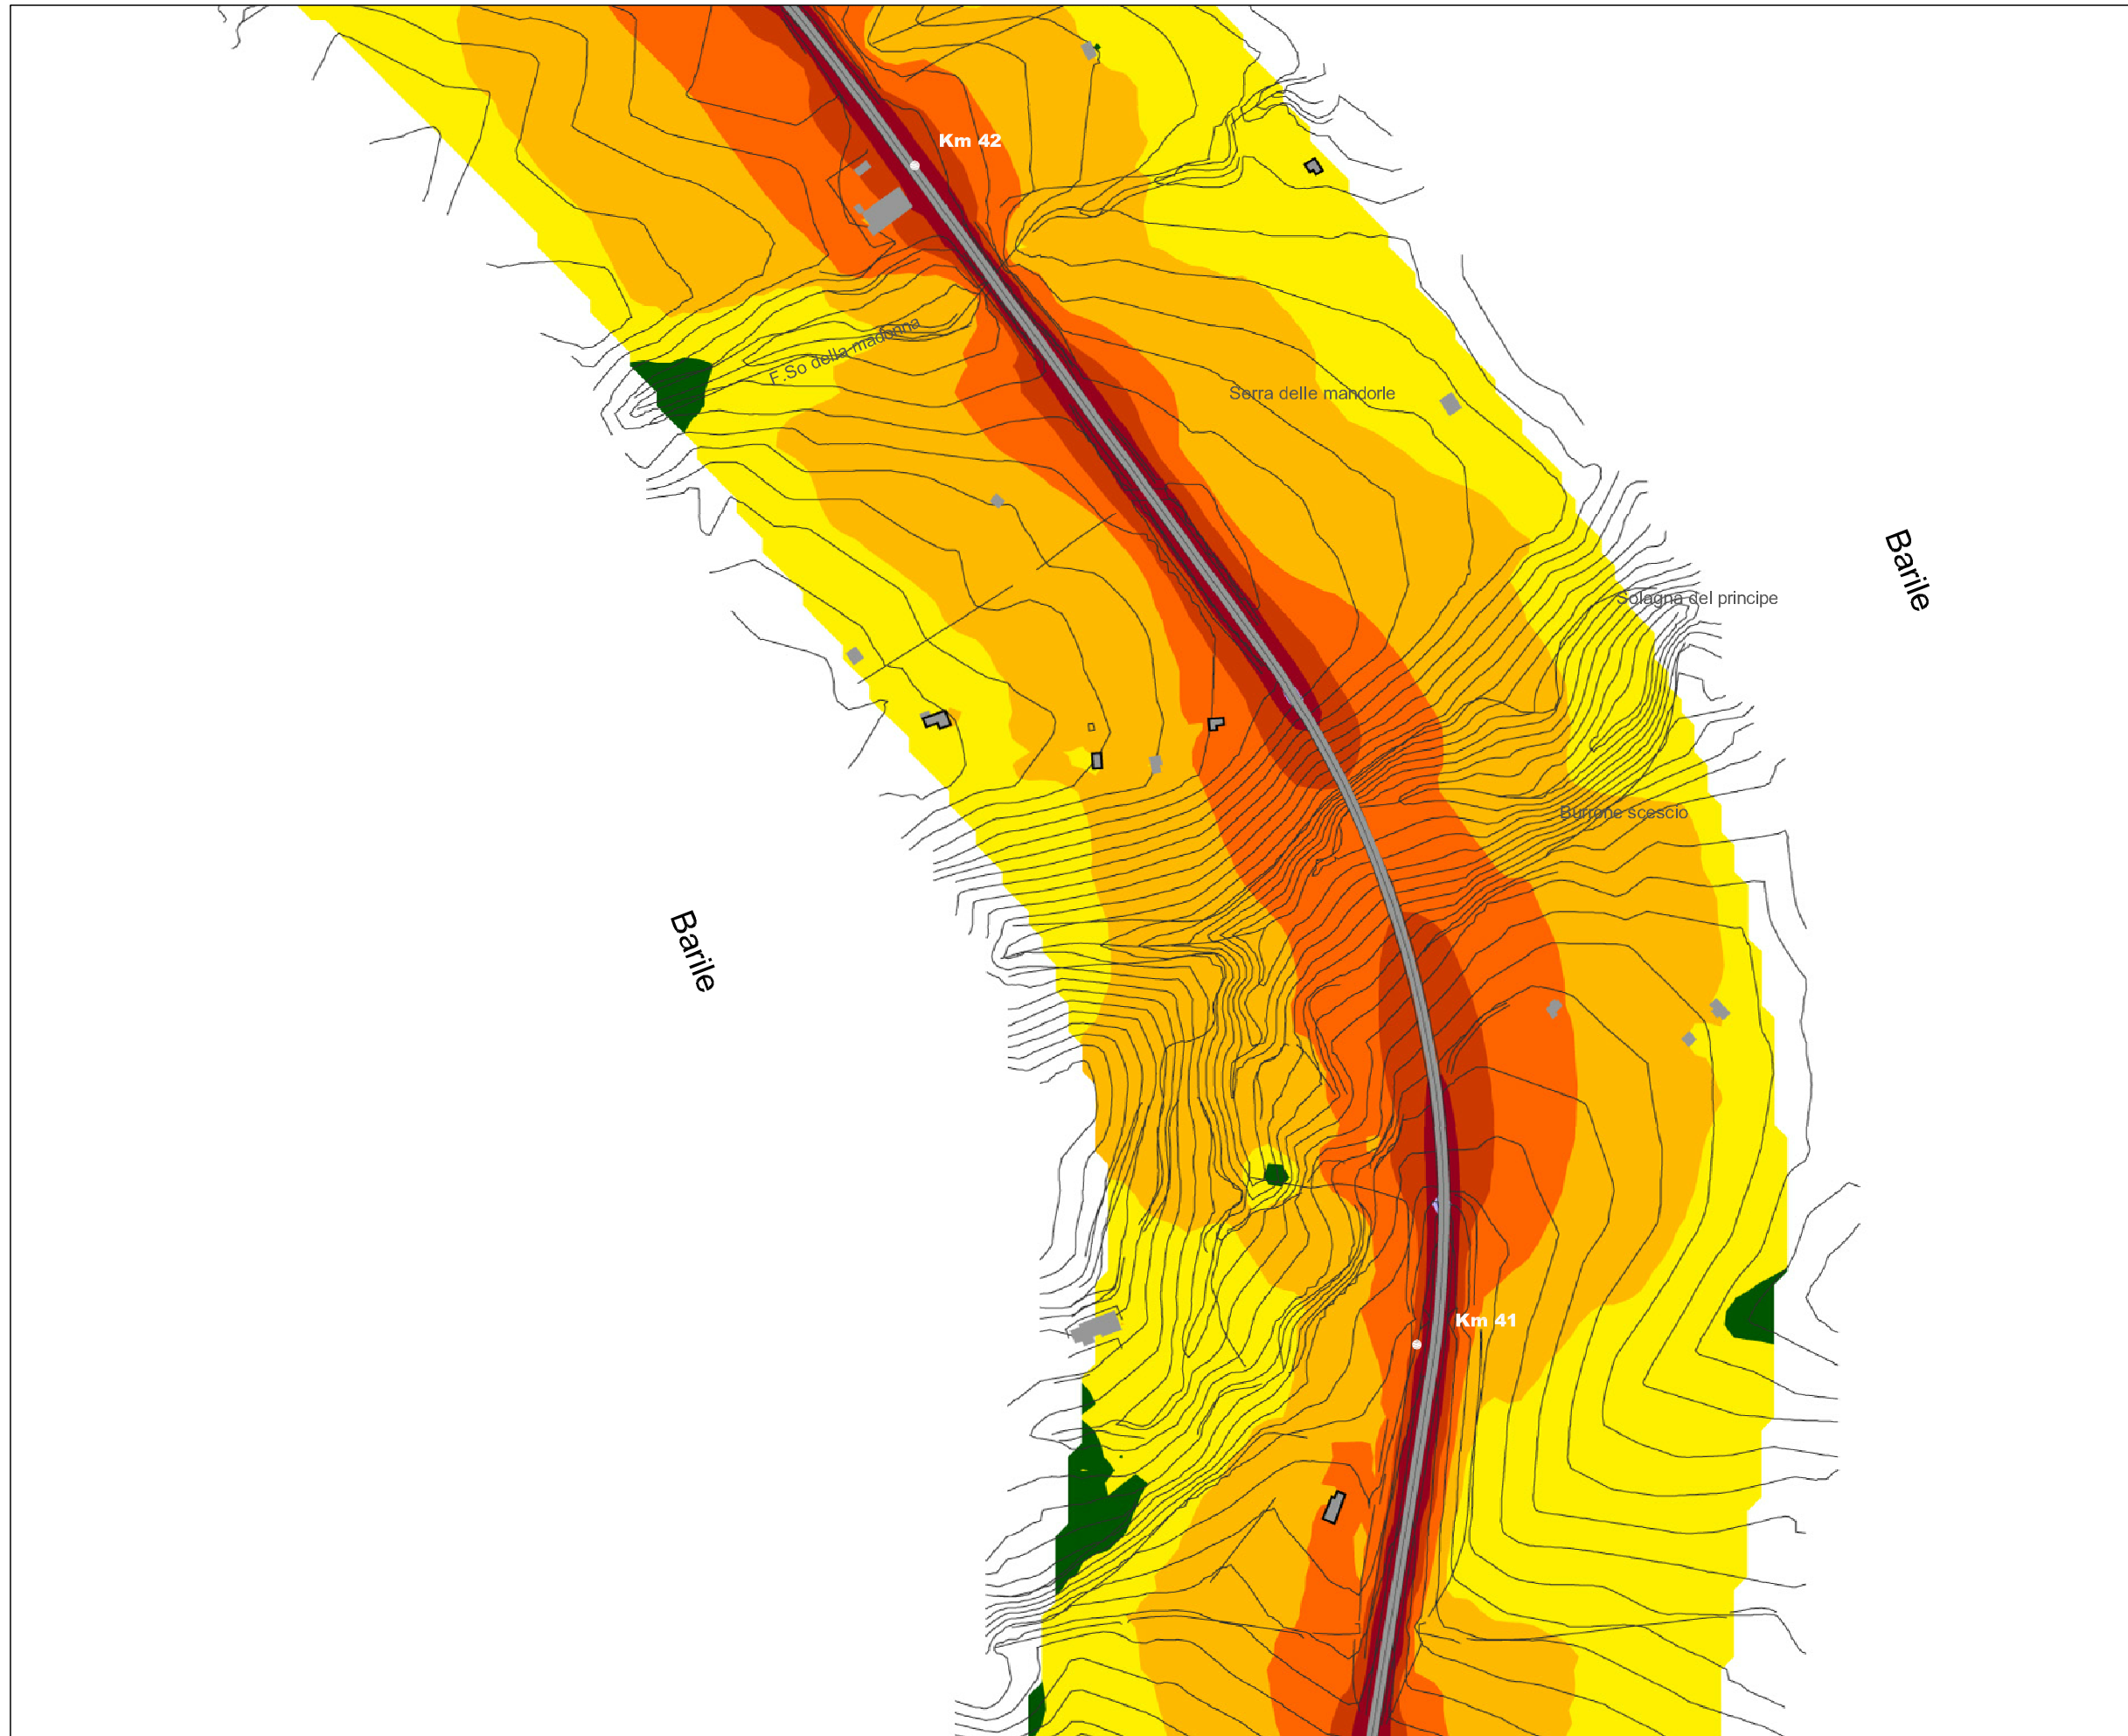 Km 42
F.So della madonna
Serra delle mandorle
Barile
Solagna del principe
Burrone scescio
Barile
Km 41